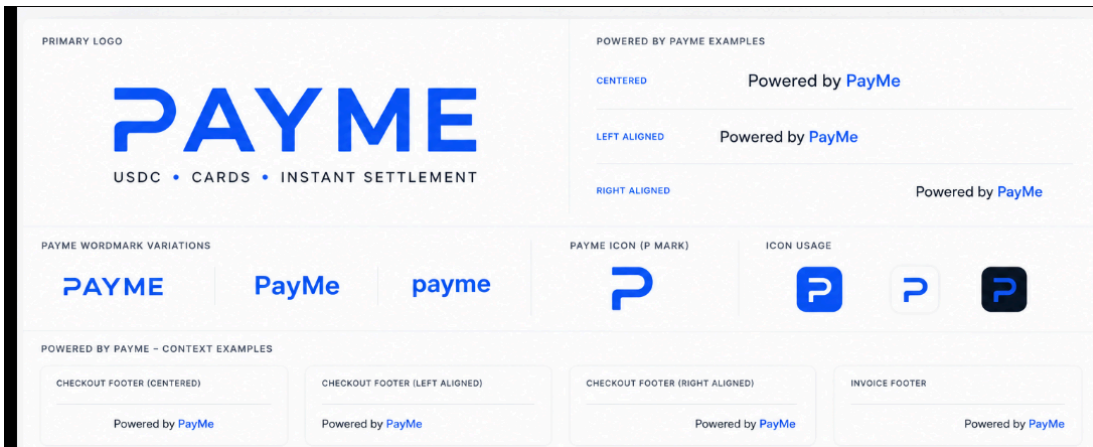 PRIMARY LOGO
PAYME
USDC • CARDS • INSTANT SETTLEMENT
POWERED BY PAYME EXAMPLES
CENTERED
Powered by PayMe
LEFT ALIGNED
Powered by PayMe
RIGHT ALIGNED
Powered by PayMe
PAYME WORDMARK VARIATIONS
PAYME
PayMe
payme
PAYME ICON (P MARK)
P
ICON USAGE
P
P
P
POWERED BY PAYME – CONTEXT EXAMPLES
CHECKOUT FOOTER (CENTERED)
Powered by PayMe
CHECKOUT FOOTER (LEFT ALIGNED)
Powered by PayMe
CHECKOUT FOOTER (RIGHT ALIGNED)
Powered by PayMe
INVOICE FOOTER
Powered by PayMe